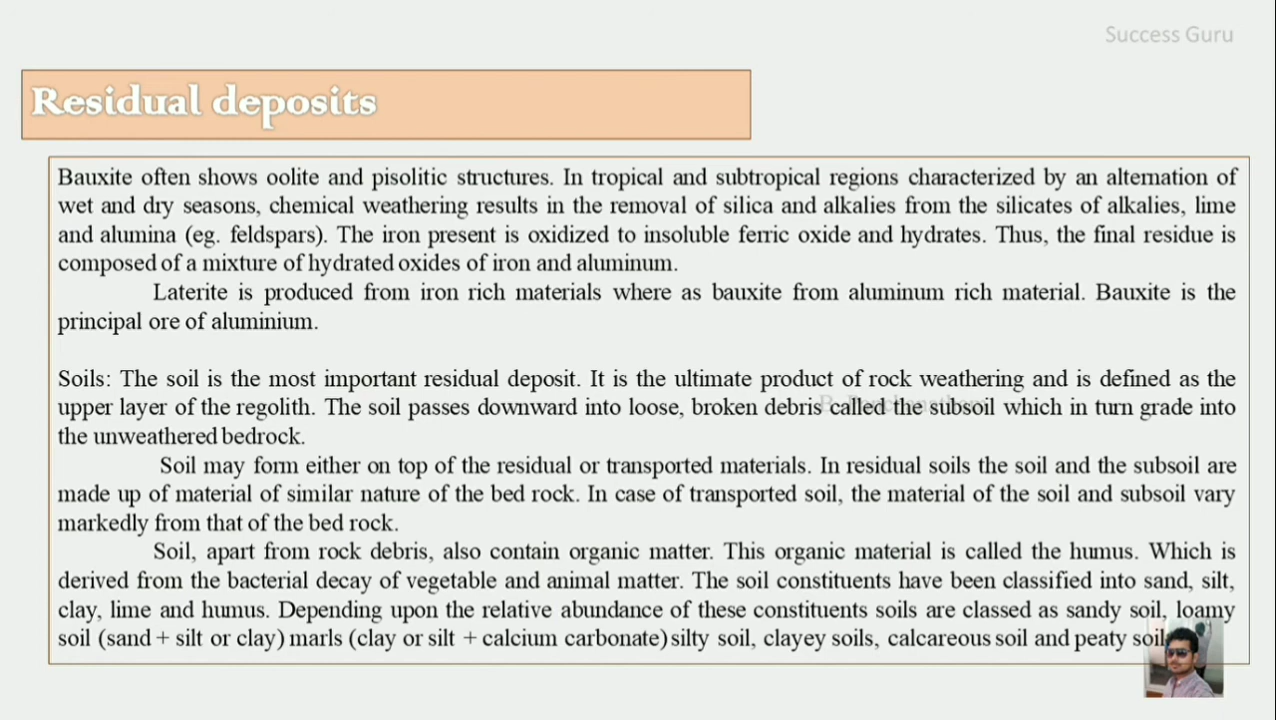 Success Guru
Residual deposits
Bauxite often shows oolite and pisolitic structures. In tropical and subtropical regions characterized by an alternation of
wet and dry seasons, chemical weathering results in the removal of silica and alkalies from the silicates of alkalies, lime
and alumina (eg. feldspars). The iron present is oxidized to insoluble ferric oxide and hydrates. Thus, the final residue is
composed of a mixture of hydrated oxides of iron and aluminum.
Laterite is produced from iron rich materials where as bauxite from aluminum rich material. Bauxite is the
principal ore of aluminium.
Soils: The soil is the most important residual deposit. It is the ultimate product of rock weathering and is defined as the
upper layer of the regolith. The soil passes downward into loose, broken debris called the subsoil which in turn grade into
the unweathered bedrock.
Soil may form either on top of the residual or transported materials. In residual soils the soil and the subsoil are
made up of material of similar nature of the bed rock. In case of transported soil, the material of the soil and subsoil vary
markedly from that of the bed rock.
Soil, apart from rock debris, also contain organic matter. This organic material is called the humus. Which is
derived from the bacterial decay of vegetable and animal matter. The soil constituents have been classified into sand, silt,
clay, lime and humus. Depending upon the relative abundance of these constituents soils are classed as sandy soil, loamy
soil (sand + silt or clay) marls (clay or silt + calcium carbonate) silty soil, clayey soils, calcareous soil and peaty soil